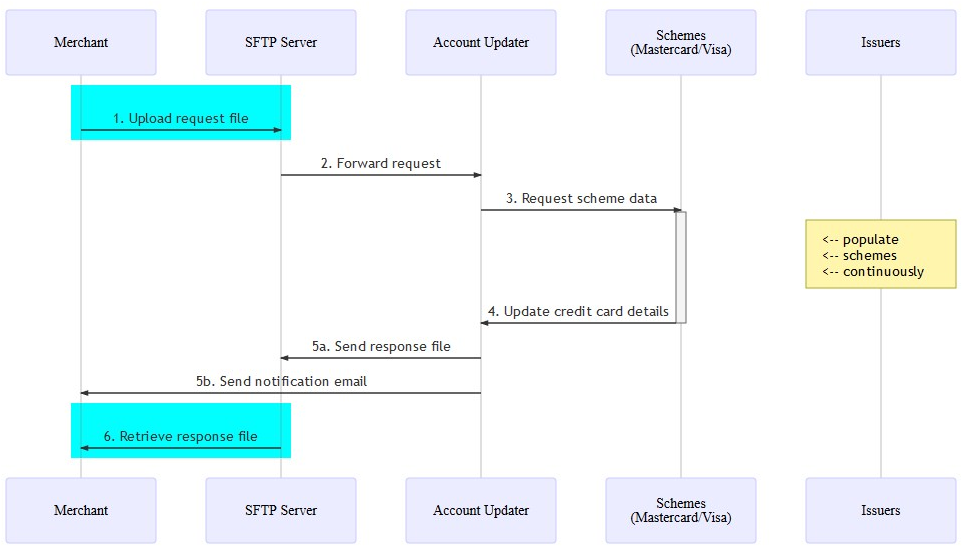 Merchant
SFTP Server
Account Updater
Schemes
(Mastercard/Visa)
Issuers
1. Upload request file
2. Forward request
3. Request scheme data
<-- populate
<-- schemes
<-- continuously
4. Update credit card details
5a. Send response file
5b. Send notification email
6. Retrieve response file
Merchant
SFTP Server
Account Updater
Schemes
(Mastercard/Visa)
Issuers